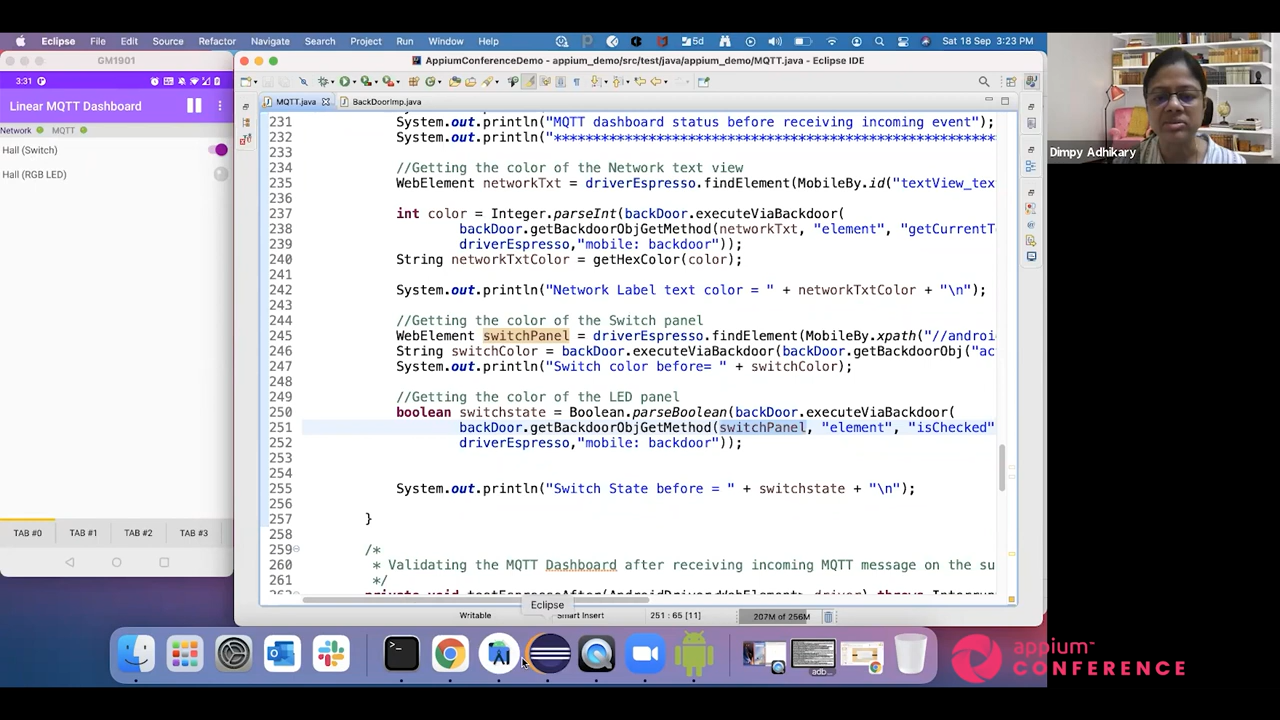 Eclipse File Edit Source Refactor Navigate Search Project Run Window Help 5d Sat 18 Sep 3:23 PM
GM1901
AppiumConferenceDemo - appium_demo/src/test/java/appium_demo/MQTT.java - Eclipse IDE
3:31
Linear MQTT Dashboard
Network MQTT
Hall (Switch)
Hall (RGB LED)
TAB #0 TAB #1 TAB #2 TAB #3
MQTT.java BackDoorImp.java
231 System.out.println("MQTT dashboard status before receiving incoming event");
232 System.out.println("********************************************************
233
234 //Getting the color of the Network text view
235 WebElement networkTxt = driverEspresso.findElement(MobileBy.id("textView_tex
236
237 int color = Integer.parseInt(backDoor.executeViaBackdoor(
238 backDoor.getBackdoorObjGetMethod(networkTxt, "element", "getCurrentTe
239 driverEspresso,"mobile: backdoor"));
240 String networkTxtColor = getHexColor(color);
241
242 System.out.println("Network Label text color = " + networkTxtColor + "\n");
243
244 //Getting the color of the Switch panel
245 WebElement switchPanel = driverEspresso.findElement(MobileBy.xpath("//androi
246 String switchColor = backDoor.executeViaBackdoor(backDoor.getBackdoorObj("ac
247 System.out.println("Switch color before= " + switchColor);
248
249 //Getting the color of the LED panel
250 boolean switchstate = Boolean.parseBoolean(backDoor.executeViaBackdoor(
251 backDoor.getBackdoorObjGetMethod(switchPanel, "element", "isChecked"
252 driverEspresso,"mobile: backdoor"));
253
254
255 System.out.println("Switch State before = " + switchstate + "\n");
256
257 }
258
259 /*
260 * Validating the MQTT Dashboard after receiving incoming MQTT message on the su
261 */
Eclipse
Writable Smart Insert 251 : 65 [11] 207M of 256M
adb...
Dimpy Adhikary
appium
CONFERENCE